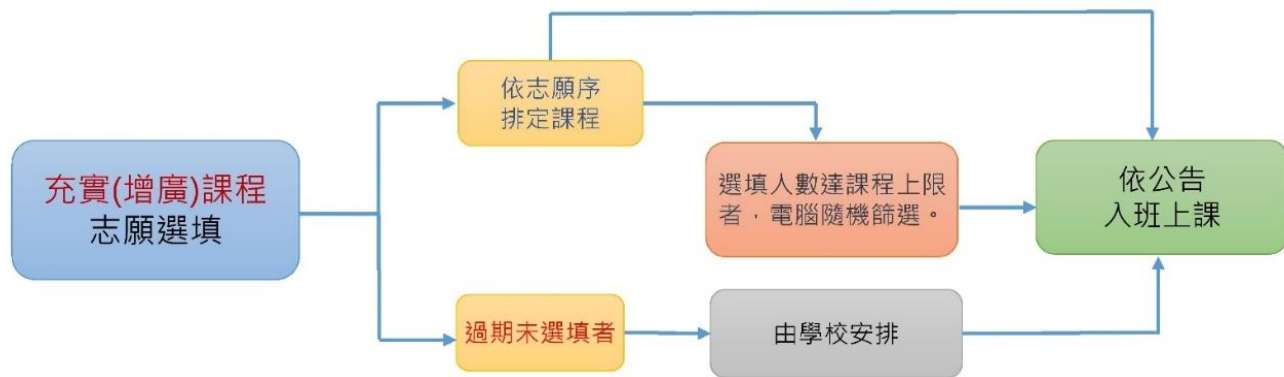 充實(增廣)課程
志願選填
依志願序
排定課程
選填人數達課程上限
者，電腦隨機篩選。
依公告
入班上課
過期未選填者
由學校安排